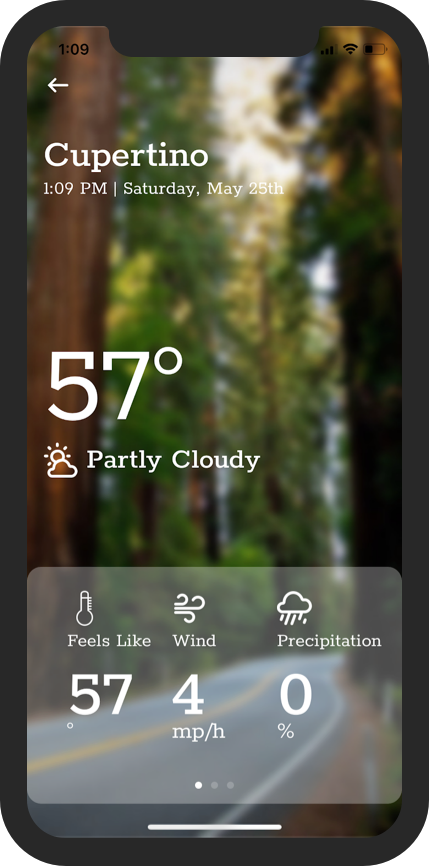 1:09
Cupertino
1:09 PM | Saturday, May 25th
57°
Partly Cloudy
Feels Like Wind Precipitation
57 4 0
° mp/h %